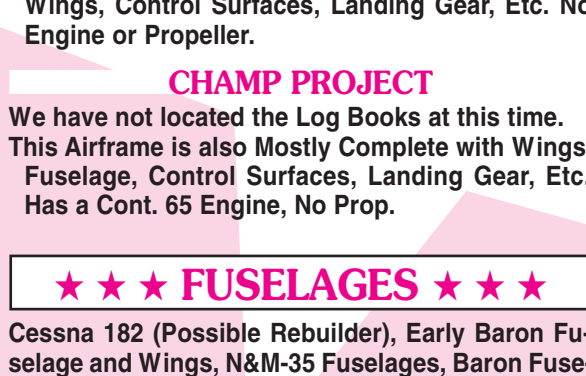 Wings, Control Surfaces, Landing Gear, Etc. No
Engine or Propeller.
CHAMP PROJECT
We have not located the Log Books at this time.
This Airframe is also Mostly Complete with Wings
Fuselage, Control Surfaces, Landing Gear, Etc.
Has a Cont. 65 Engine, No Prop.
★ ★ ★ FUSELAGES ★ ★ ★
Cessna 182 (Possible Rebuilder), Early Baron Fu-
selage and Wings, N&M-35 Fuselages, Baron Fuse